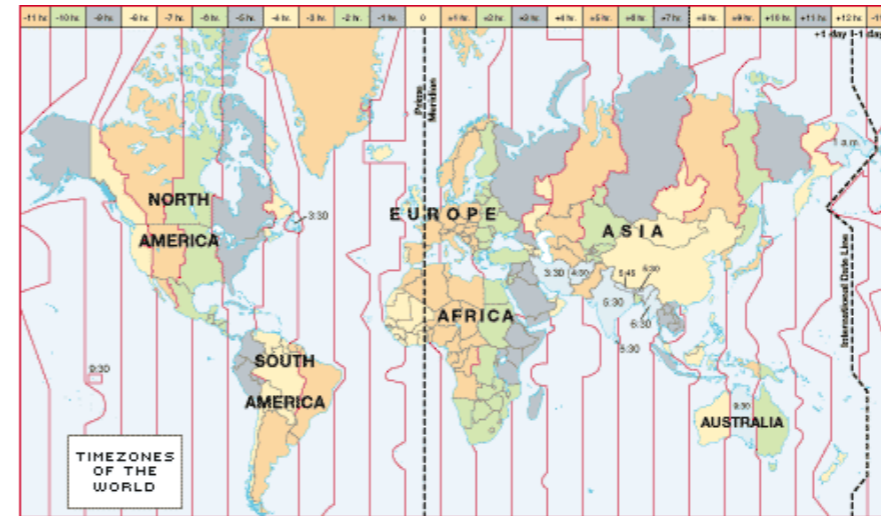 -11 hr. -10 hr. -9 hr. -8 hr. -7 hr. -6 hr. -5 hr. -4 hr. -3 hr. -2 hr. -1 hr. 0 +1 hr. +2 hr. +3 hr. +4 hr. +5 hr. +6 hr. +7 hr. +8 hr. +9 hr. +10 hr. +11 hr. +12 hr.
+1 day -1 day
Prime
Meridian
1 a.m.
NORTH
AMERICA
3:30
EUROPE
ASIA
3:30
4:30
5:45
5:30
6:30
5:30
International Date Line
AFRICA
SOUTH
AMERICA
9:30
9:30
AUSTRALIA
TIMEZONES
OF THE
WORLD